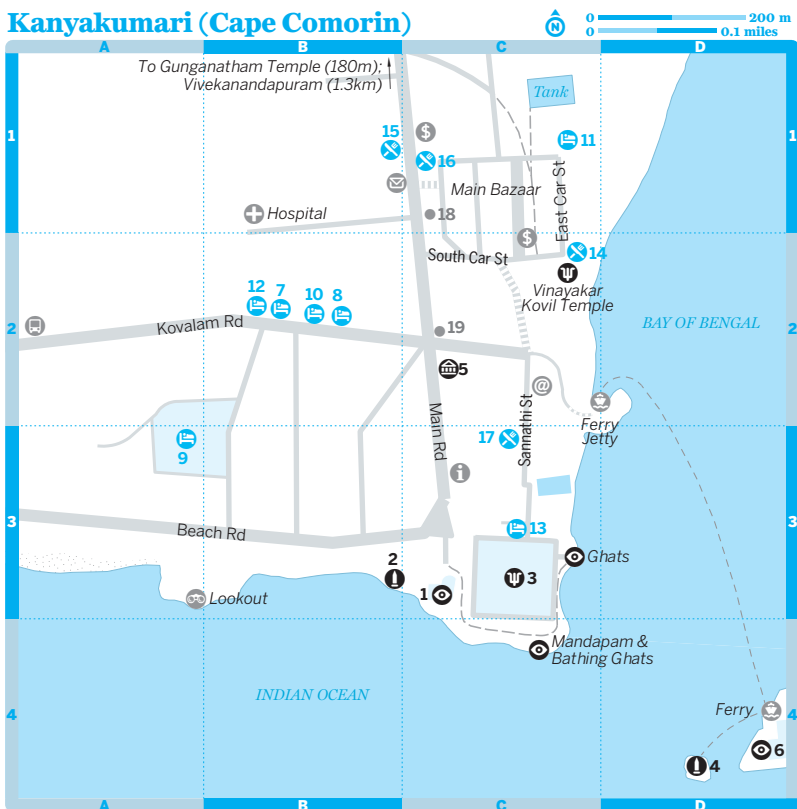 Kanyakumari (Cape Comorin)
N
0 200 m
0 0.1 miles
A B C D
To Gunganatham Temple (180m);
Vivekanandapuram (1.3km)
Tank
1
1
15
$
11
16
Main Bazaar
East Car St
Hospital
18
$
South Car St
14
Vinayakar
Kovil Temple
12 7 10 8
BAY OF BENGAL
Kovalam Rd
19
2
2
5
@
Main Rd
Sannathi St
Ferry
Jetty
17
9
i
3
3
Beach Rd
13
Ghats
2
3
1
Lookout
Mandapam &
Bathing Ghats
INDIAN OCEAN
4
4
Ferry
6
4
A B C D